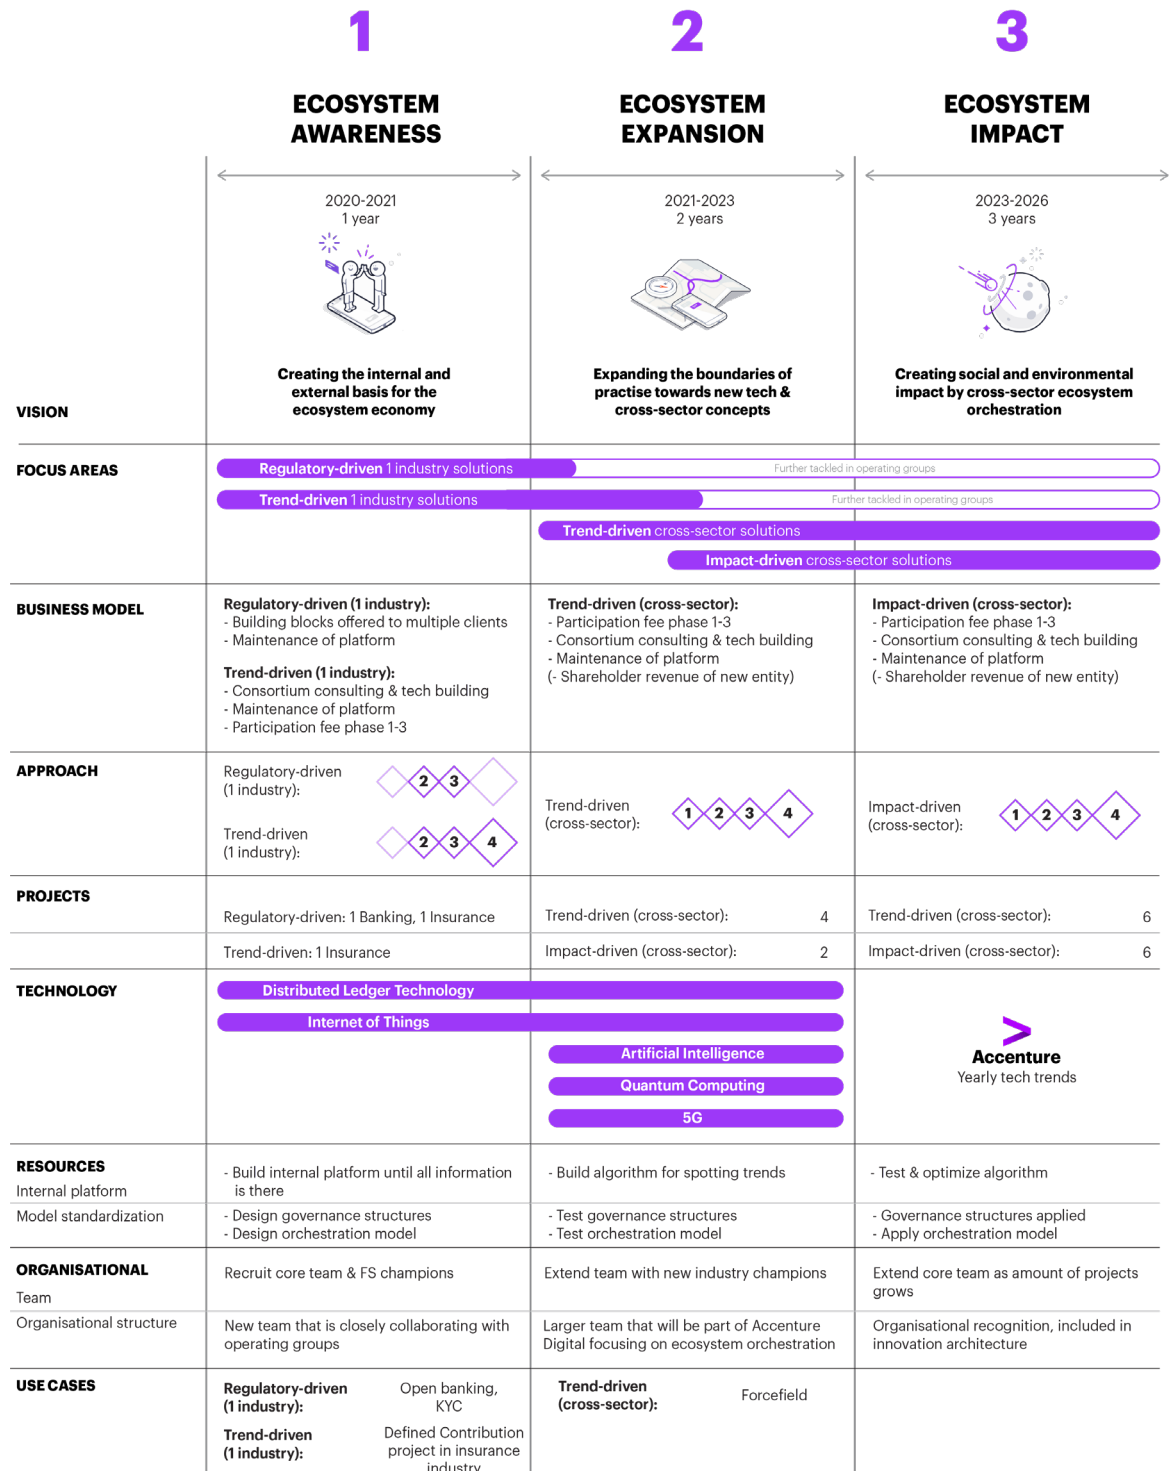 1
2
3
ECOSYSTEM
AWARENESS
ECOSYSTEM
EXPANSION
ECOSYSTEM
IMPACT
2020-2021
1 year
2021-2023
2 years
2023-2026
3 years
VISION
Creating the internal and
external basis for the
ecosystem economy
Expanding the boundaries of
practise towards new tech &
cross-sector concepts
Creating social and environmental
impact by cross-sector ecosystem
orchestration
FOCUS AREAS
Regulatory-driven 1 industry solutions
Further tackled in operating groups
Trend-driven 1 industry solutions
Further tackled in operating groups
Trend-driven cross-sector solutions
Impact-driven cross-sector solutions
BUSINESS MODEL
Regulatory-driven (1 industry):
- Building blocks offered to multiple clients
- Maintenance of platform
Trend-driven (1 industry):
- Consortium consulting & tech building
- Maintenance of platform
- Participation fee phase 1-3
Trend-driven (cross-sector):
- Participation fee phase 1-3
- Consortium consulting & tech building
- Maintenance of platform
(- Shareholder revenue of new entity)
Impact-driven (cross-sector):
- Participation fee phase 1-3
- Consortium consulting & tech building
- Maintenance of platform
(- Shareholder revenue of new entity)
APPROACH
Regulatory-driven
(1 industry):
2 3
Trend-driven
(1 industry):
2 3 4
Trend-driven
(cross-sector):
1 2 3 4
Impact-driven
(cross-sector):
1 2 3 4
PROJECTS
Regulatory-driven: 1 Banking, 1 Insurance
Trend-driven (cross-sector): 4
Trend-driven (cross-sector): 6
Trend-driven: 1 Insurance
Impact-driven (cross-sector): 2
Impact-driven (cross-sector): 6
TECHNOLOGY
Distributed Ledger Technology
Internet of Things
Artificial Intelligence
Quantum Computing
5G
>
Accenture
Yearly tech trends
RESOURCES
Internal platform
- Build internal platform until all information
is there
- Build algorithm for spotting trends
- Test & optimize algorithm
Model standardization
- Design governance structures
- Design orchestration model
- Test governance structures
- Test orchestration model
- Governance structures applied
- Apply orchestration model
ORGANISATIONAL
Team
Recruit core team & FS champions
Extend team with new industry champions
Extend core team as amount of projects
grows
Organisational structure
New team that is closely collaborating with
operating groups
Larger team that will be part of Accenture
Digital focusing on ecosystem orchestration
Organisational recognition, included in
innovation architecture
USE CASES
Regulatory-driven
(1 industry):
Open banking,
KYC
Trend-driven
(1 industry):
Defined Contribution
project in insurance
industry
Trend-driven
(cross-sector):
Forcefield